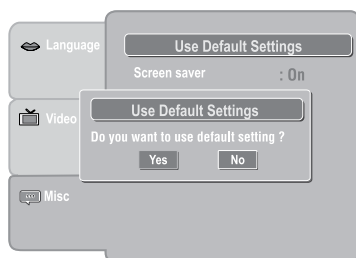 Language
Use Default Settings
Screen saver : On
Video
Use Default Settings
Do you want to use default setting ?
Yes No
Misc